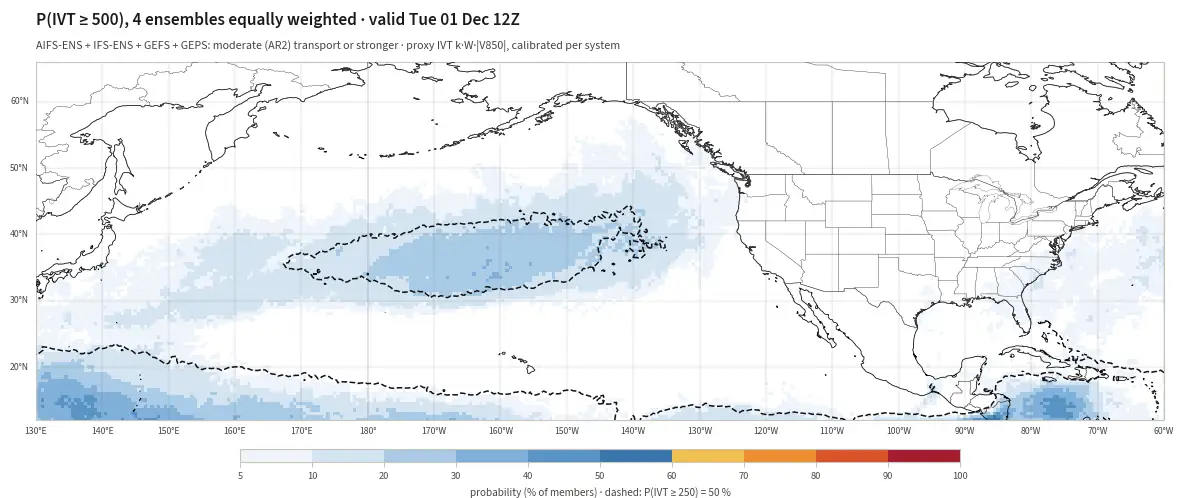 P(IVT ≥ 500), 4 ensembles equally weighted · valid Tue 01 Dec 12Z
AIFS-ENS + IFS-ENS + GEFS + GEPS: moderate (AR2) transport or stronger · proxy IVT k·W·|V850|, calibrated per system
60°N
50°N
40°N
30°N
20°N
130°E 140°E 150°E 160°E 170°E 180° 170°W 160°W 150°W 140°W 130°W 120°W 110°W 100°W 90°W 80°W 70°W 60°W
5 10 20 30 40 50 60 70 80 90 100
probability (% of members) · dashed: P(IVT ≥ 250) = 50 %